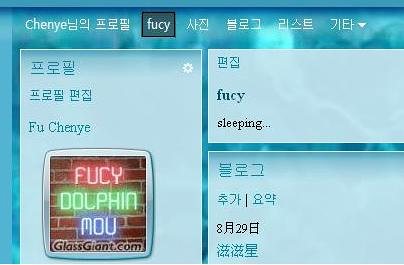 Chenye님의 프로필 fucy 사진 블로그 리스트 기타
프로필
프로필 편집
Fu Chenye
FUCY
DOLPHIN
MOU
GlassGiant.com
편집
fucy
sleeping...
블로그
추가 | 요약
8月29日
滋滋星